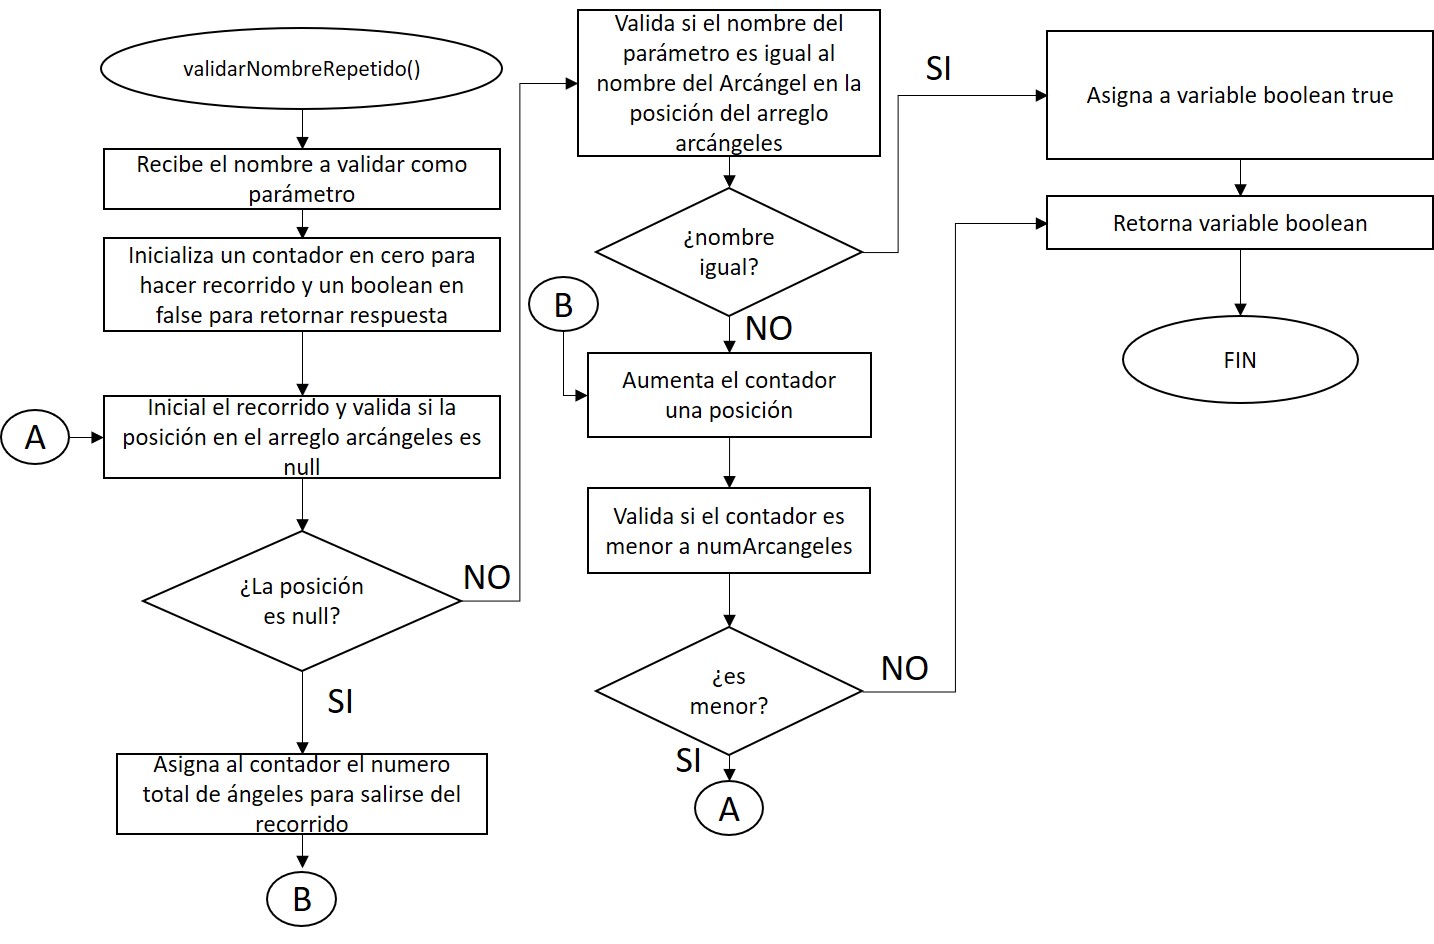 validarNombreRepetido()
Recibe el nombre a validar como
parámetro
Inicializa un contador en cero para
hacer recorrido y un boolean en
false para retornar respuesta
A
Inicial el recorrido y valida si la
posición en el arreglo arcángeles es
null
¿La posición
es null?
NO
SI
Asigna al contador el numero
total de ángeles para salirse del
recorrido
B
Valida si el nombre del
parámetro es igual al
nombre del Arcángel en la
posición del arreglo
arcángeles
¿nombre
igual?
SI
NO
B
Aumenta el contador
una posición
Valida si el contador es
menor a numArcangeles
¿es
menor?
NO
SI
A
Asigna a variable boolean true
Retorna variable boolean
FIN